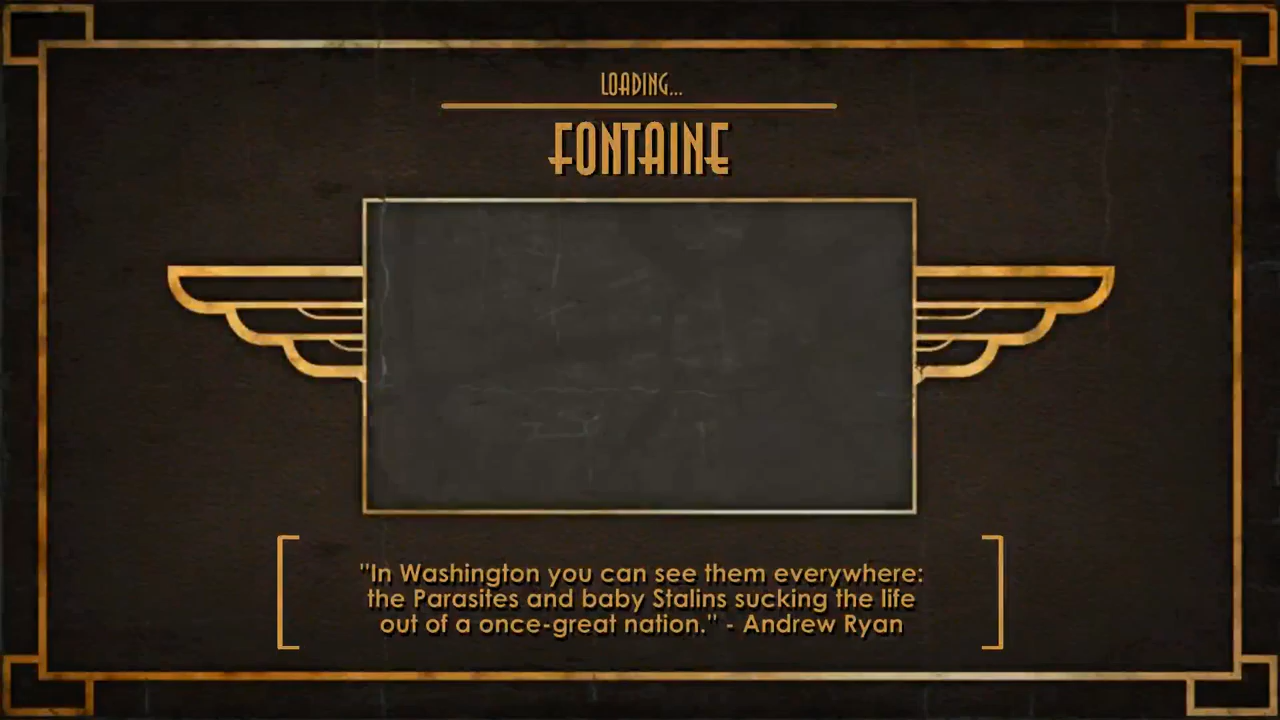 LOADING...
FONTAINE
"In Washington you can see them everywhere:
the Parasites and baby Stalins sucking the life
out of a once-great nation." - Andrew Ryan